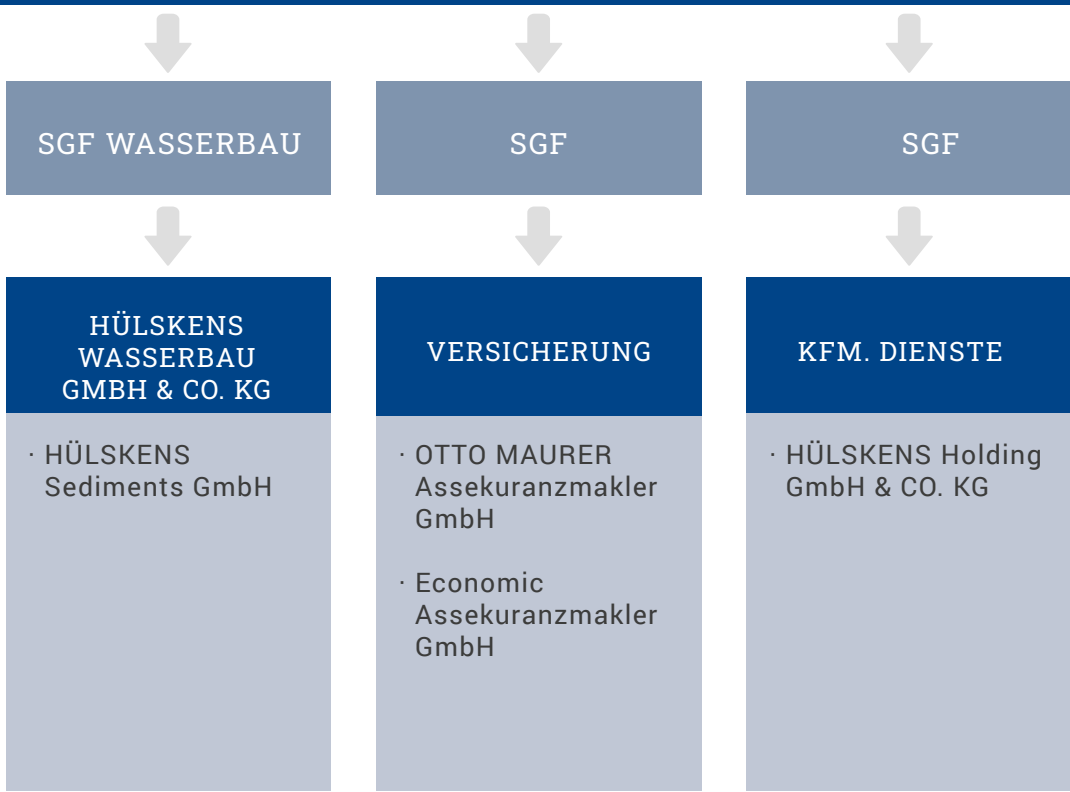 SGF WASSERBAU
SGF
SGF
HÜLSKENS
WASSERBAU
GMBH & CO. KG
VERSICHERUNG
KFM. DIENSTE
· HÜLSKENS
Sediments GmbH
· OTTO MAURER
Assekuranzmakler
GmbH
· Economic
Assekuranzmakler
GmbH
· HÜLSKENS Holding
GmbH & CO. KG